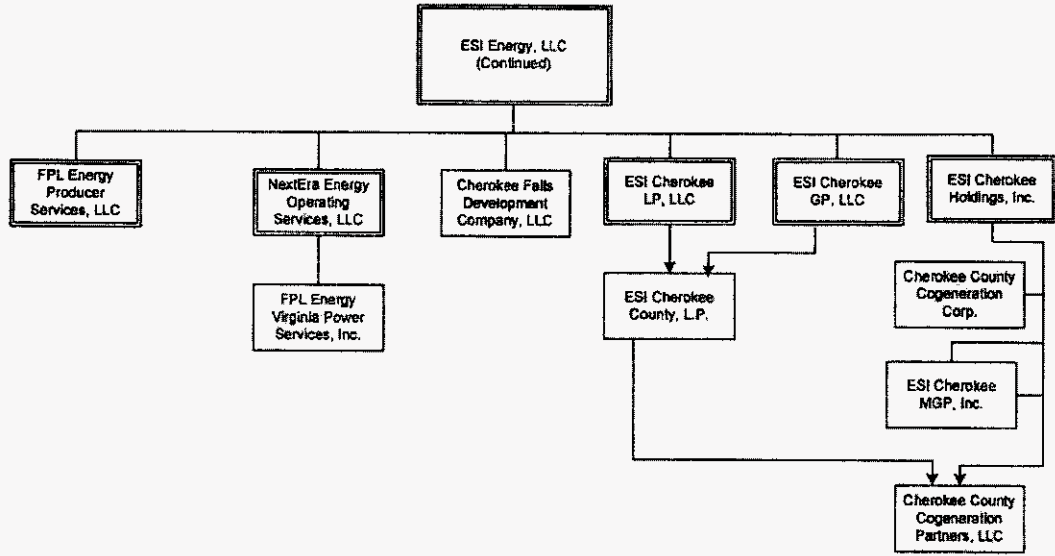 ESI Energy, LLC
(Continued)
FPL Energy
Producer
Services, LLC
NextEra Energy
Operating
Services, LLC
Cherokee Falls
Development
Company, LLC
ESI Cherokee
LP, LLC
ESI Cherokee
GP, LLC
ESI Cherokee
Holdings, Inc.
FPL Energy
Virginia Power
Services, Inc.
ESI Cherokee
County, L.P.
Cherokee County
Cogeneration
Corp.
ESI Cherokee
MGP, Inc.
Cherokee County
Cogeneration
Partners, LLC